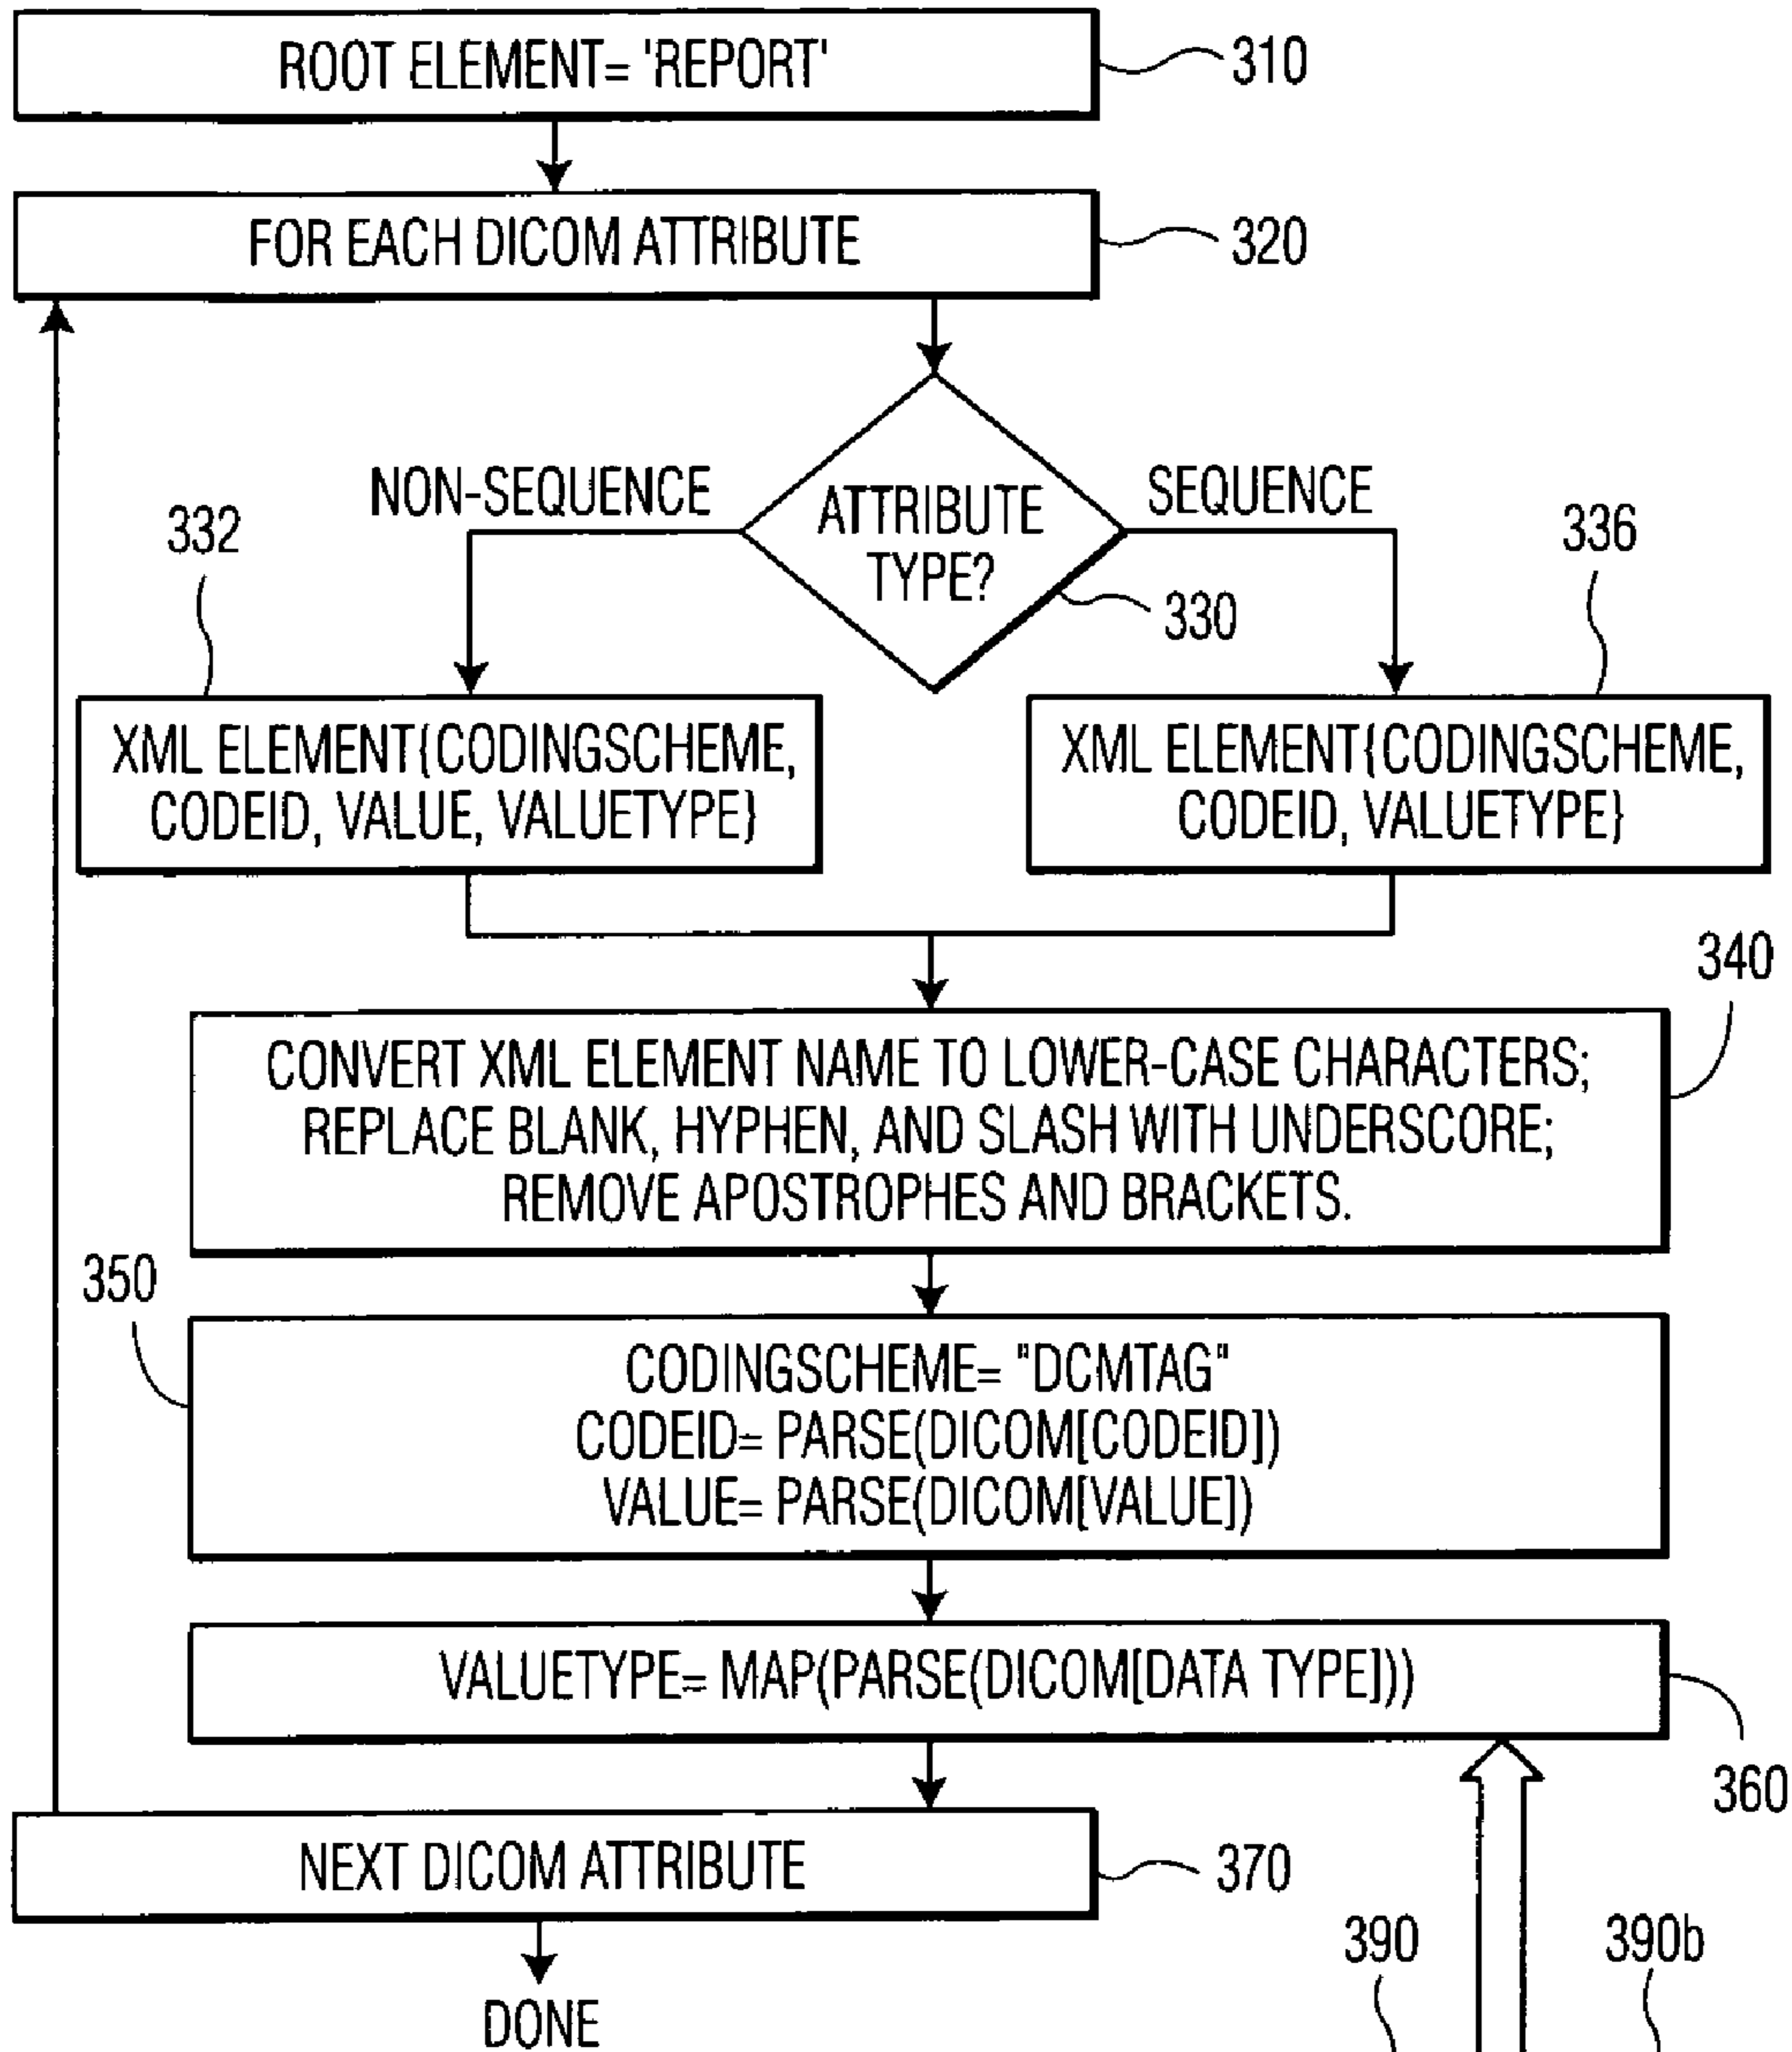 ROOT ELEMENT= 'REPORT'
310
FOR EACH DICOM ATTRIBUTE
320
NON-SEQUENCE
SEQUENCE
ATTRIBUTE
TYPE?
330
332
336
XML ELEMENT{CODINGSCHEME,
CODEID, VALUE, VALUETYPE}
XML ELEMENT{CODINGSCHEME,
CODEID, VALUETYPE}
340
CONVERT XML ELEMENT NAME TO LOWER-CASE CHARACTERS;
REPLACE BLANK, HYPHEN, AND SLASH WITH UNDERSCORE;
REMOVE APOSTROPHES AND BRACKETS.
350
CODINGSCHEME= "DCMTAG"
CODEID= PARSE(DICOM[CODEID])
VALUE= PARSE(DICOM[VALUE])
VALUETYPE= MAP(PARSE(DICOM[DATA TYPE]))
360
NEXT DICOM ATTRIBUTE
370
390
390b
DONE